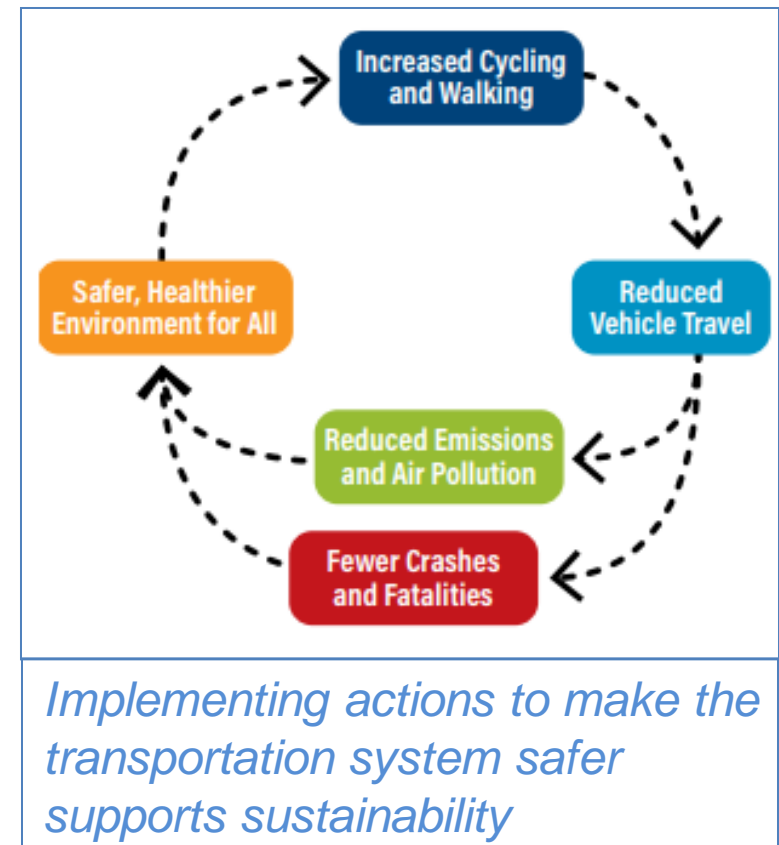 Increased Cycling
and Walking
Safer, Healthier
Environment for All
Reduced
Vehicle Travel
Reduced Emissions
and Air Pollution
Fewer Crashes
and Fatalities
Implementing actions to make the
transportation system safer
supports sustainability